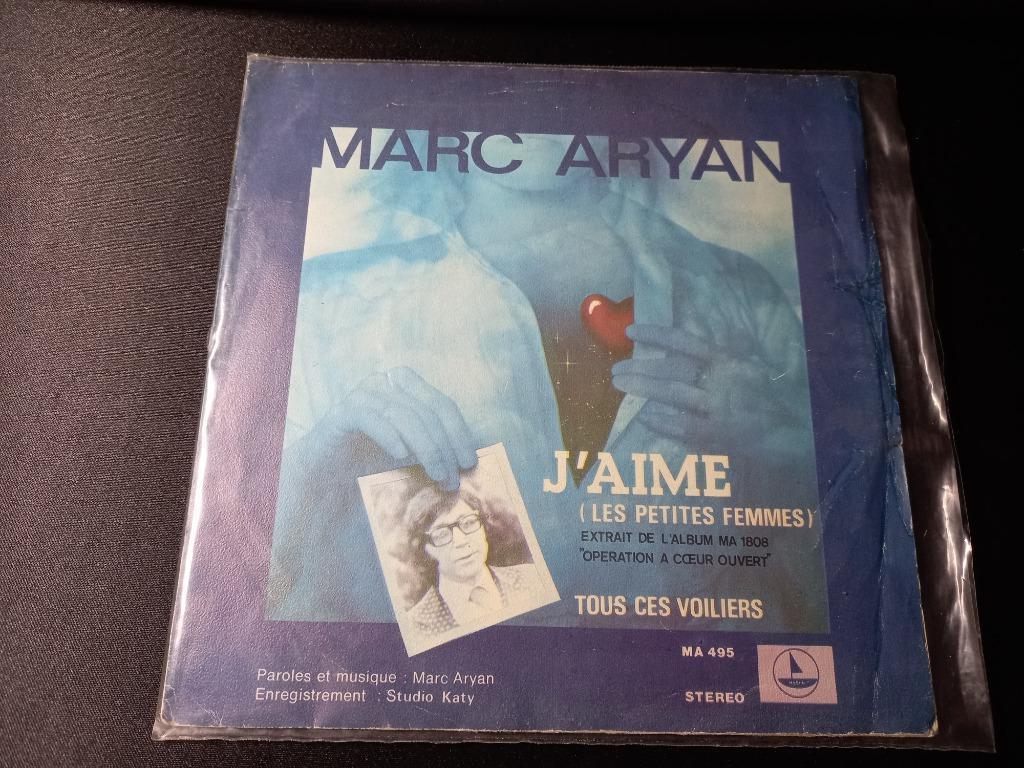 MARC ARYAN
J'AIME
(LES PETITES FEMMES)
EXTRAIT DE L'ALBUM MA 1808
"OPERATION A CŒUR OUVERT"
TOUS CES VOILIERS
MA 495
STEREO
Paroles et musique : Marc Aryan
Enregistrement : Studio Katy